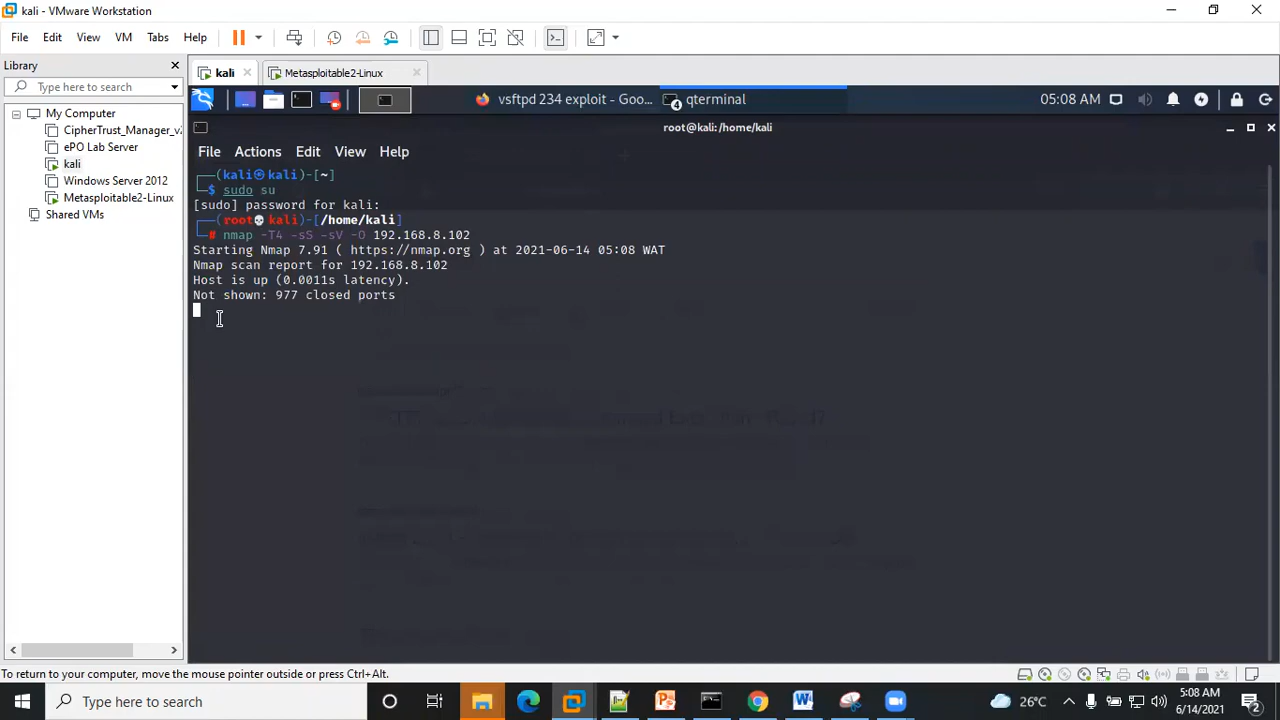 kali - VMware Workstation
File Edit View VM Tabs Help
Library
Type here to search
My Computer
CipherTrust_Manager_v
ePO Lab Server
kali
Windows Server 2012
Metasploitable2-Linux
Shared VMs
kali
Metasploitable2-Linux
vsftpd 234 exploit - Goo...
4 qterminal
05:08 AM
root@kali:/home/kali
File Actions Edit View Help
┌──(kali㉿kali)-[~]
└─$ sudo su
[sudo] password for kali:
┌──(root💀kali)-[/home/kali]
└─# nmap -T4 -sS -sV -O 192.168.8.102
Starting Nmap 7.91 ( https://nmap.org ) at 2021-06-14 05:08 WAT
Nmap scan report for 192.168.8.102
Host is up (0.0011s latency).
Not shown: 977 closed ports
To return to your computer, move the mouse pointer outside or press Ctrl+Alt.
Type here to search
26°C
5:08 AM
6/14/2021
2